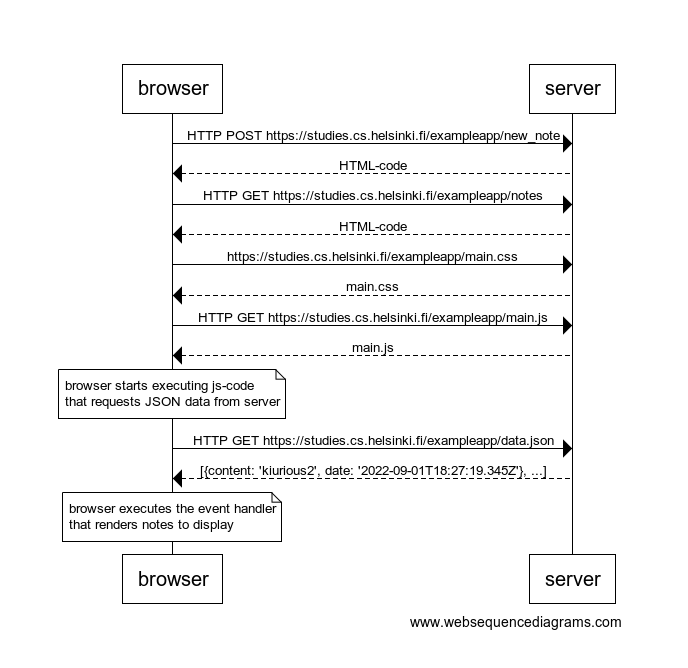 browser server
HTTP POST https://studies.cs.helsinki.fi/exampleapp/new_note
HTML-code
HTTP GET https://studies.cs.helsinki.fi/exampleapp/notes
HTML-code
https://studies.cs.helsinki.fi/exampleapp/main.css
main.css
HTTP GET https://studies.cs.helsinki.fi/exampleapp/main.js
main.js
browser starts executing js-code
that requests JSON data from server
HTTP GET https://studies.cs.helsinki.fi/exampleapp/data.json
[{content: 'kiurious2', date: '2022-09-01T18:27:19.345Z'}, ...]
browser executes the event handler
that renders notes to display
browser server
www.websequencediagrams.com